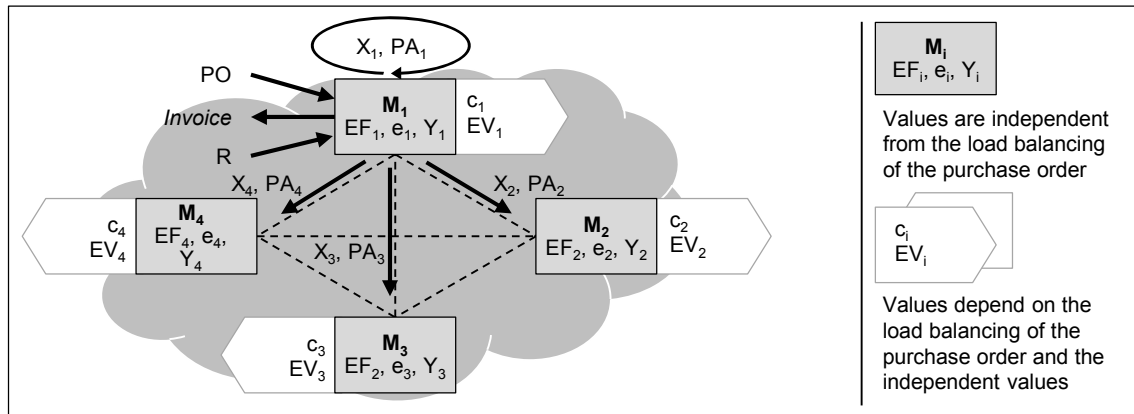 X1, PA1
PO
Invoice
R
M1
EF1, e1, Y1
c1
EV1
X4, PA4
X2, PA2
X3, PA3
c4
EV4
M4
EF4, e4,
Y4
M2
EF2, e2, Y2
c2
EV2
c3
EV3
M3
EF2, e3, Y3
Mi
EFi, ei, Yi
Values are independent
from the load balancing
of the purchase order
ci
EVi
Values depend on the
load balancing of the
purchase order and the
independent values